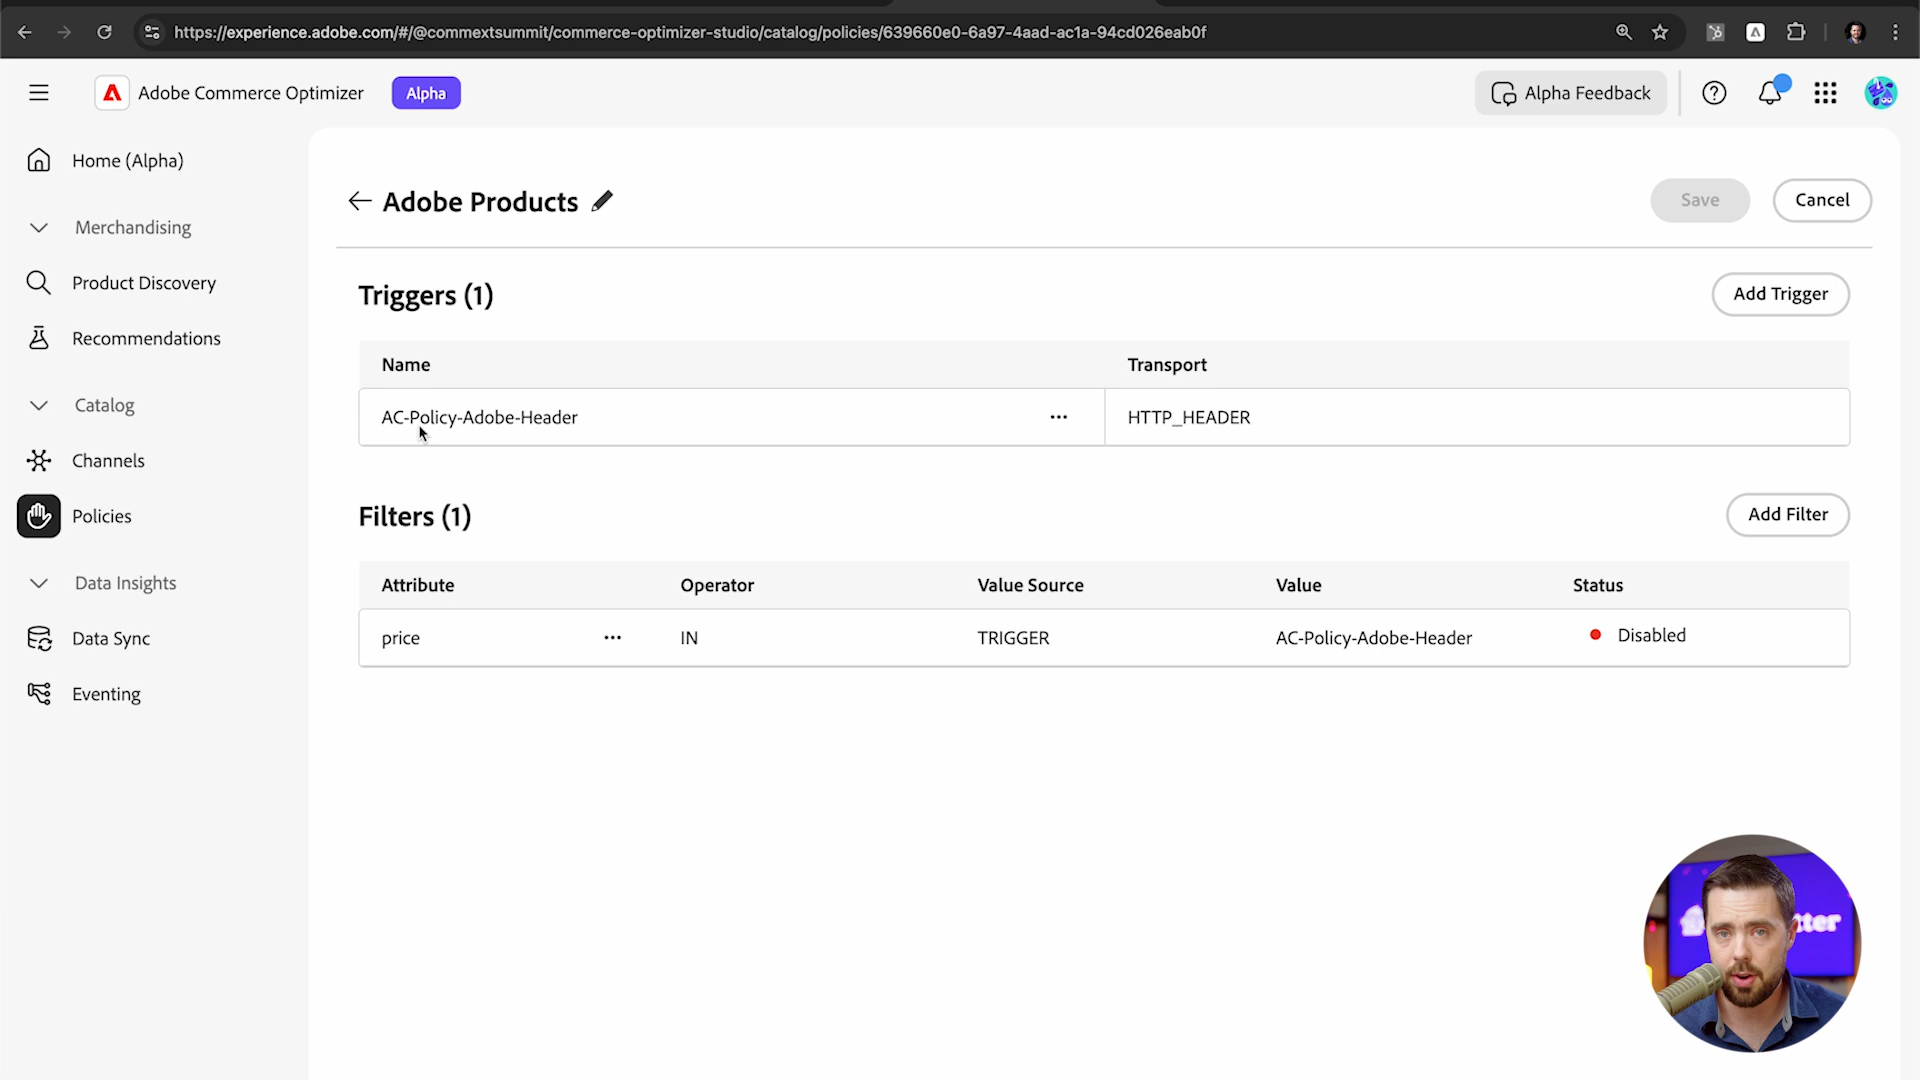 https://experience.adobe.com/#/@commextsummit/commerce-optimizer-studio/catalog/policies/639660e0-6a97-4aad-ac1a-94cd026eab0f
Adobe Commerce Optimizer
Alpha
Alpha Feedback
Home (Alpha)
Merchandising
Product Discovery
Recommendations
Catalog
Channels
Policies
Data Insights
Data Sync
Eventing
Adobe Products
Save
Cancel
Triggers (1)
Add Trigger
Name Transport
AC-Policy-Adobe-Header HTTP_HEADER
Filters (1)
Add Filter
Attribute Operator Value Source Value Status
price IN TRIGGER AC-Policy-Adobe-Header Disabled